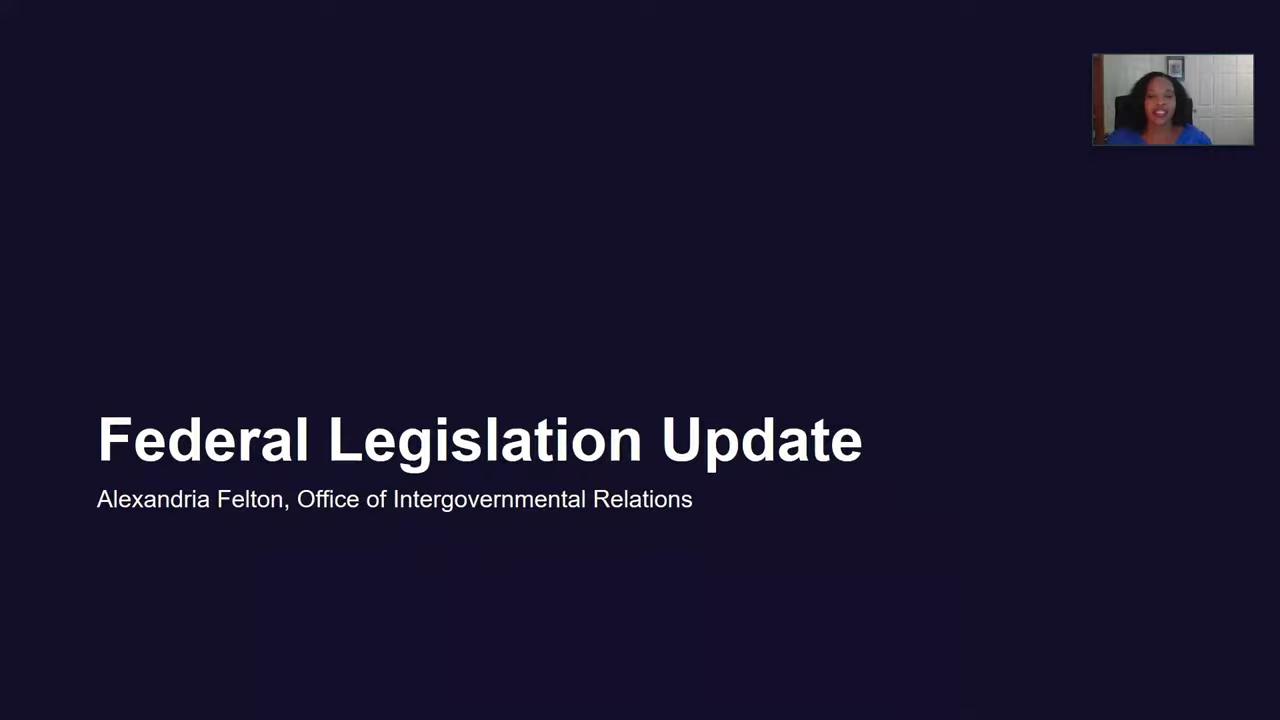 Federal Legislation Update
Alexandria Felton, Office of Intergovernmental Relations